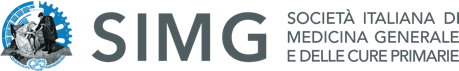 SIMG
SOCIETÀ ITALIANA DI
MEDICINA GENERALE
E DELLE CURE PRIMARIE